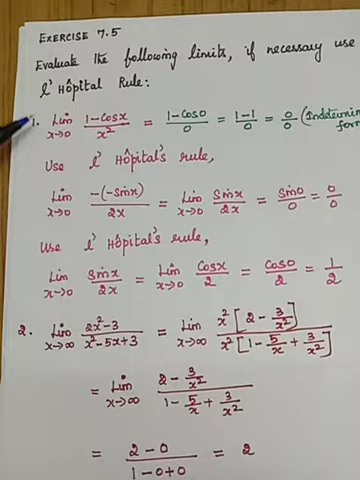 EXERCISE 7.5
Evaluate the following limits, if necessary use
l' Hôpital Rule:
1. lim x→0 (1-cosx)/x² = (1-cos0)/0 = (1-1)/0 = 0/0 (Indetermin
form
Use l' Hôpital's rule,
lim x→0 -(-sinx)/2x = lim x→0 sinx/2x = sin0/0 = 0/0
Use l' Hôpital's rule,
lim x→0 sinx/2x = lim x→0 cosx/2 = cos0/2 = 1/2
2. lim x→∞ (2x²-3)/(x²-5x+3) = lim x→∞ x²[2 - 3/x²]/x²[1 - 5/x + 3/x²]
= lim x→∞ (2 - 3/x²)/(1 - 5/x + 3/x²)
= (2-0)/(1-0+0) = 2